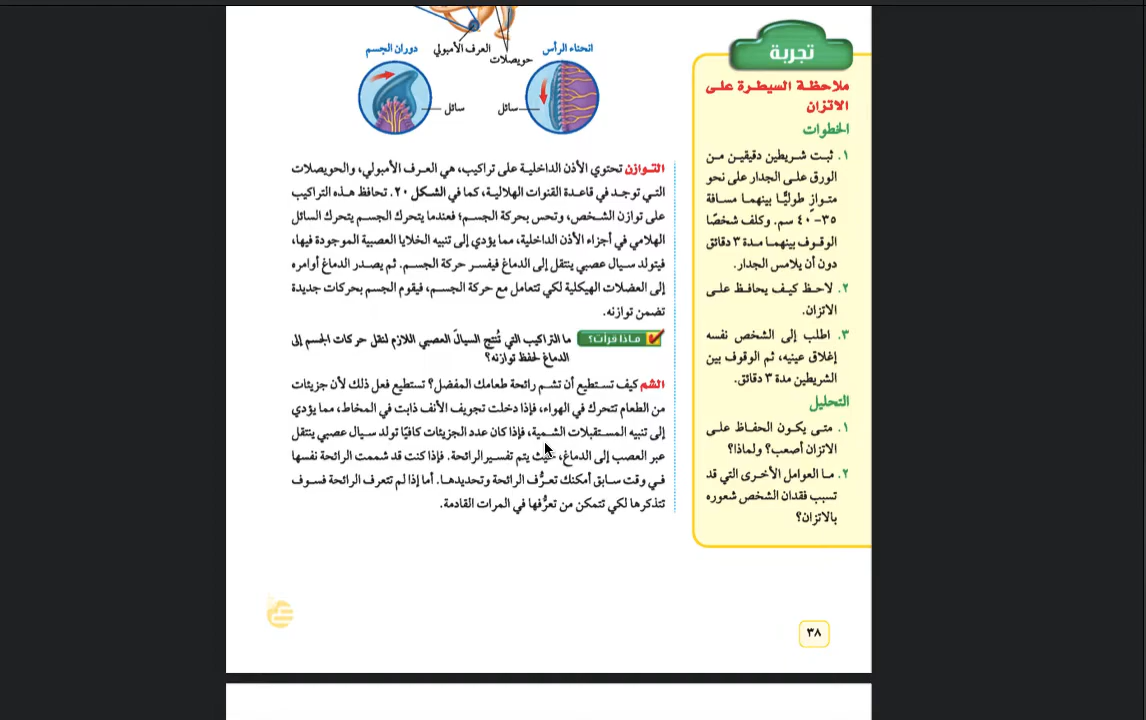 انحناء الرأس
العرف الأمبولي
دوران الجسم
حويصلات
سائل
سائل
تجربة
ملاحظة السيطرة على
الاتزان
الخطوات
١. ثبت شريطين دقيقين من
الورق على الجدار على نحو
متوازٍ طوليًّا بينهما مسافة
٣٥-٤٠ سم. وكلف شخصًا
الوقوف بينهما مدة ٣ دقائق
دون أن يلامس الجدار.
٢. لاحظ كيف يحافظ على
الاتزان.
٣. اطلب إلى الشخص نفسه
إغلاق عينيه، ثم الوقوف بين
الشريطين مدة ٣ دقائق.
التحليل
١. متى يكون الحفاظ على
الاتزان أصعب؟ ولماذا؟
٢. ما العوامل الأخرى التي قد
تسبب فقدان الشخص شعوره
بالاتزان؟
التوازن تحتوي الأذن الداخلية على تراكيب، هي العرف الأمبولي، والحويصلات
التي توجد في قاعدة القنوات الهلالية، كما في الشكل ٢٠. تحافظ هذه التراكيب
على توازن الشخص، وتحس بحركة الجسم؛ فعندما يتحرك الجسم يتحرك السائل
الهلامي في أجزاء الأذن الداخلية، مما يؤدي إلى تنبيه الخلايا العصبية الموجودة فيها،
فيتولد سيال عصبي ينتقل إلى الدماغ فيفسر حركة الجسم. ثم يصدر الدماغ أوامره
إلى العضلات الهيكلية لكي تتعامل مع حركة الجسم، فيقوم الجسم بحركات جديدة
تضمن توازنه.
ماذا قرأت؟ ما التراكيب التي تُنتج السيالَ العصبي اللازم لنقل حركات الجسم إلى
الدماغ لحفظ توازنه؟
الشم كيف تستطيع أن تشم رائحة طعامك المفضل؟ تستطيع فعل ذلك لأن جزيئات
من الطعام تتحرك في الهواء، فإذا دخلت تجويف الأنف ذابت في المخاط، مما يؤدي
إلى تنبيه المستقبلات الشمية، فإذا كان عدد الجزيئات كافيًا تولد سيال عصبي ينتقل
عبر العصب إلى الدماغ، حيث يتم تفسير الرائحة. فإذا كنت قد شممت الرائحة نفسها
في وقت سابق أمكنك تعرُّف الرائحة وتحديدها. أما إذا لم تتعرف الرائحة فسوف
تتذكرها لكي تتمكن من تعرُّفها في المرات القادمة.
٣٨